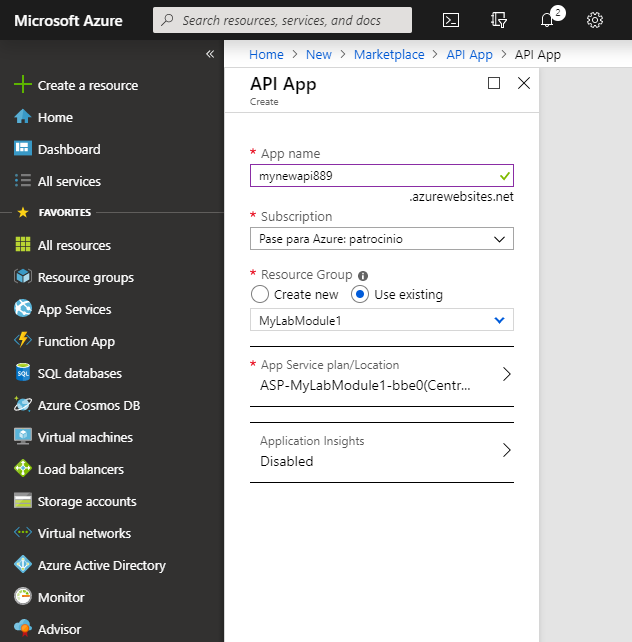 Microsoft Azure
Search resources, services, and docs
2
«
Home > New > Marketplace > API App > API App
Create a resource
Home
Dashboard
All services
FAVORITES
All resources
Resource groups
App Services
Function App
SQL databases
Azure Cosmos DB
Virtual machines
Load balancers
Storage accounts
Virtual networks
Azure Active Directory
Monitor
Advisor
API App
Create
* App name
mynewapi889
.azurewebsites.net
* Subscription
Pase para Azure: patrocinio
* Resource Group
Create new Use existing
MyLabModule1
* App Service plan/Location
ASP-MyLabModule1-bbe0(Centr...
Application Insights
Disabled